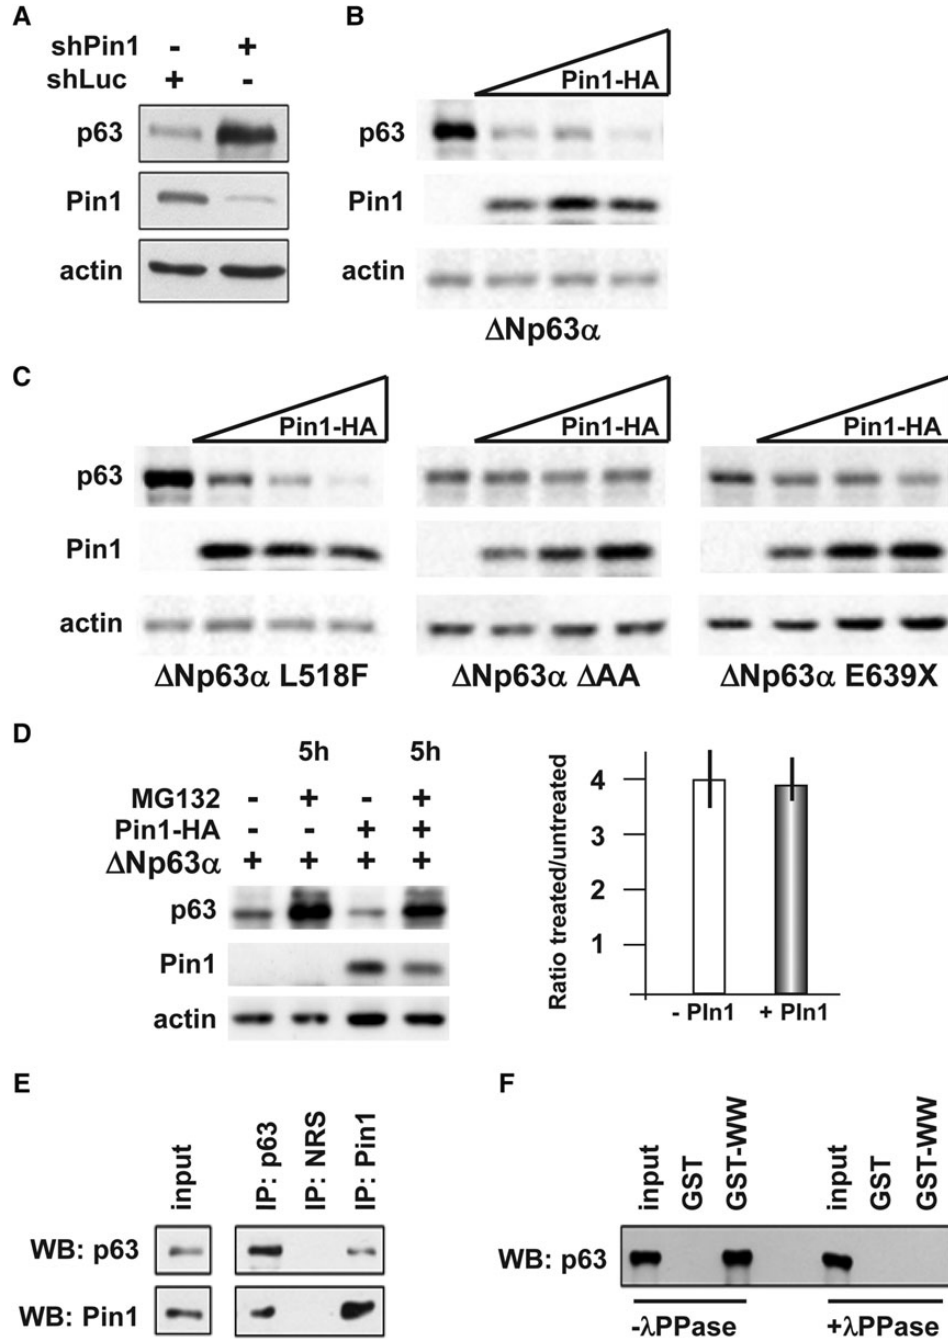 A
shPin1 - +
shLuc + -
p63
Pin1
actin
B
Pin1-HA
p63
Pin1
actin
ΔNp63α
C
Pin1-HA Pin1-HA Pin1-HA
p63
Pin1
actin
ΔNp63α L518F ΔNp63α ΔAA ΔNp63α E639X
D
5h 5h
MG132 - + - +
Pin1-HA - - + +
ΔNp63α + + + +
p63
Pin1
actin
Ratio treated/untreated
4
3
2
1
- PIn1 + PIn1
E
input IP: p63 IP: NRS IP: Pin1
WB: p63
WB: Pin1
F
input GST GST-WW input GST GST-WW
WB: p63
-λPPase +λPPase